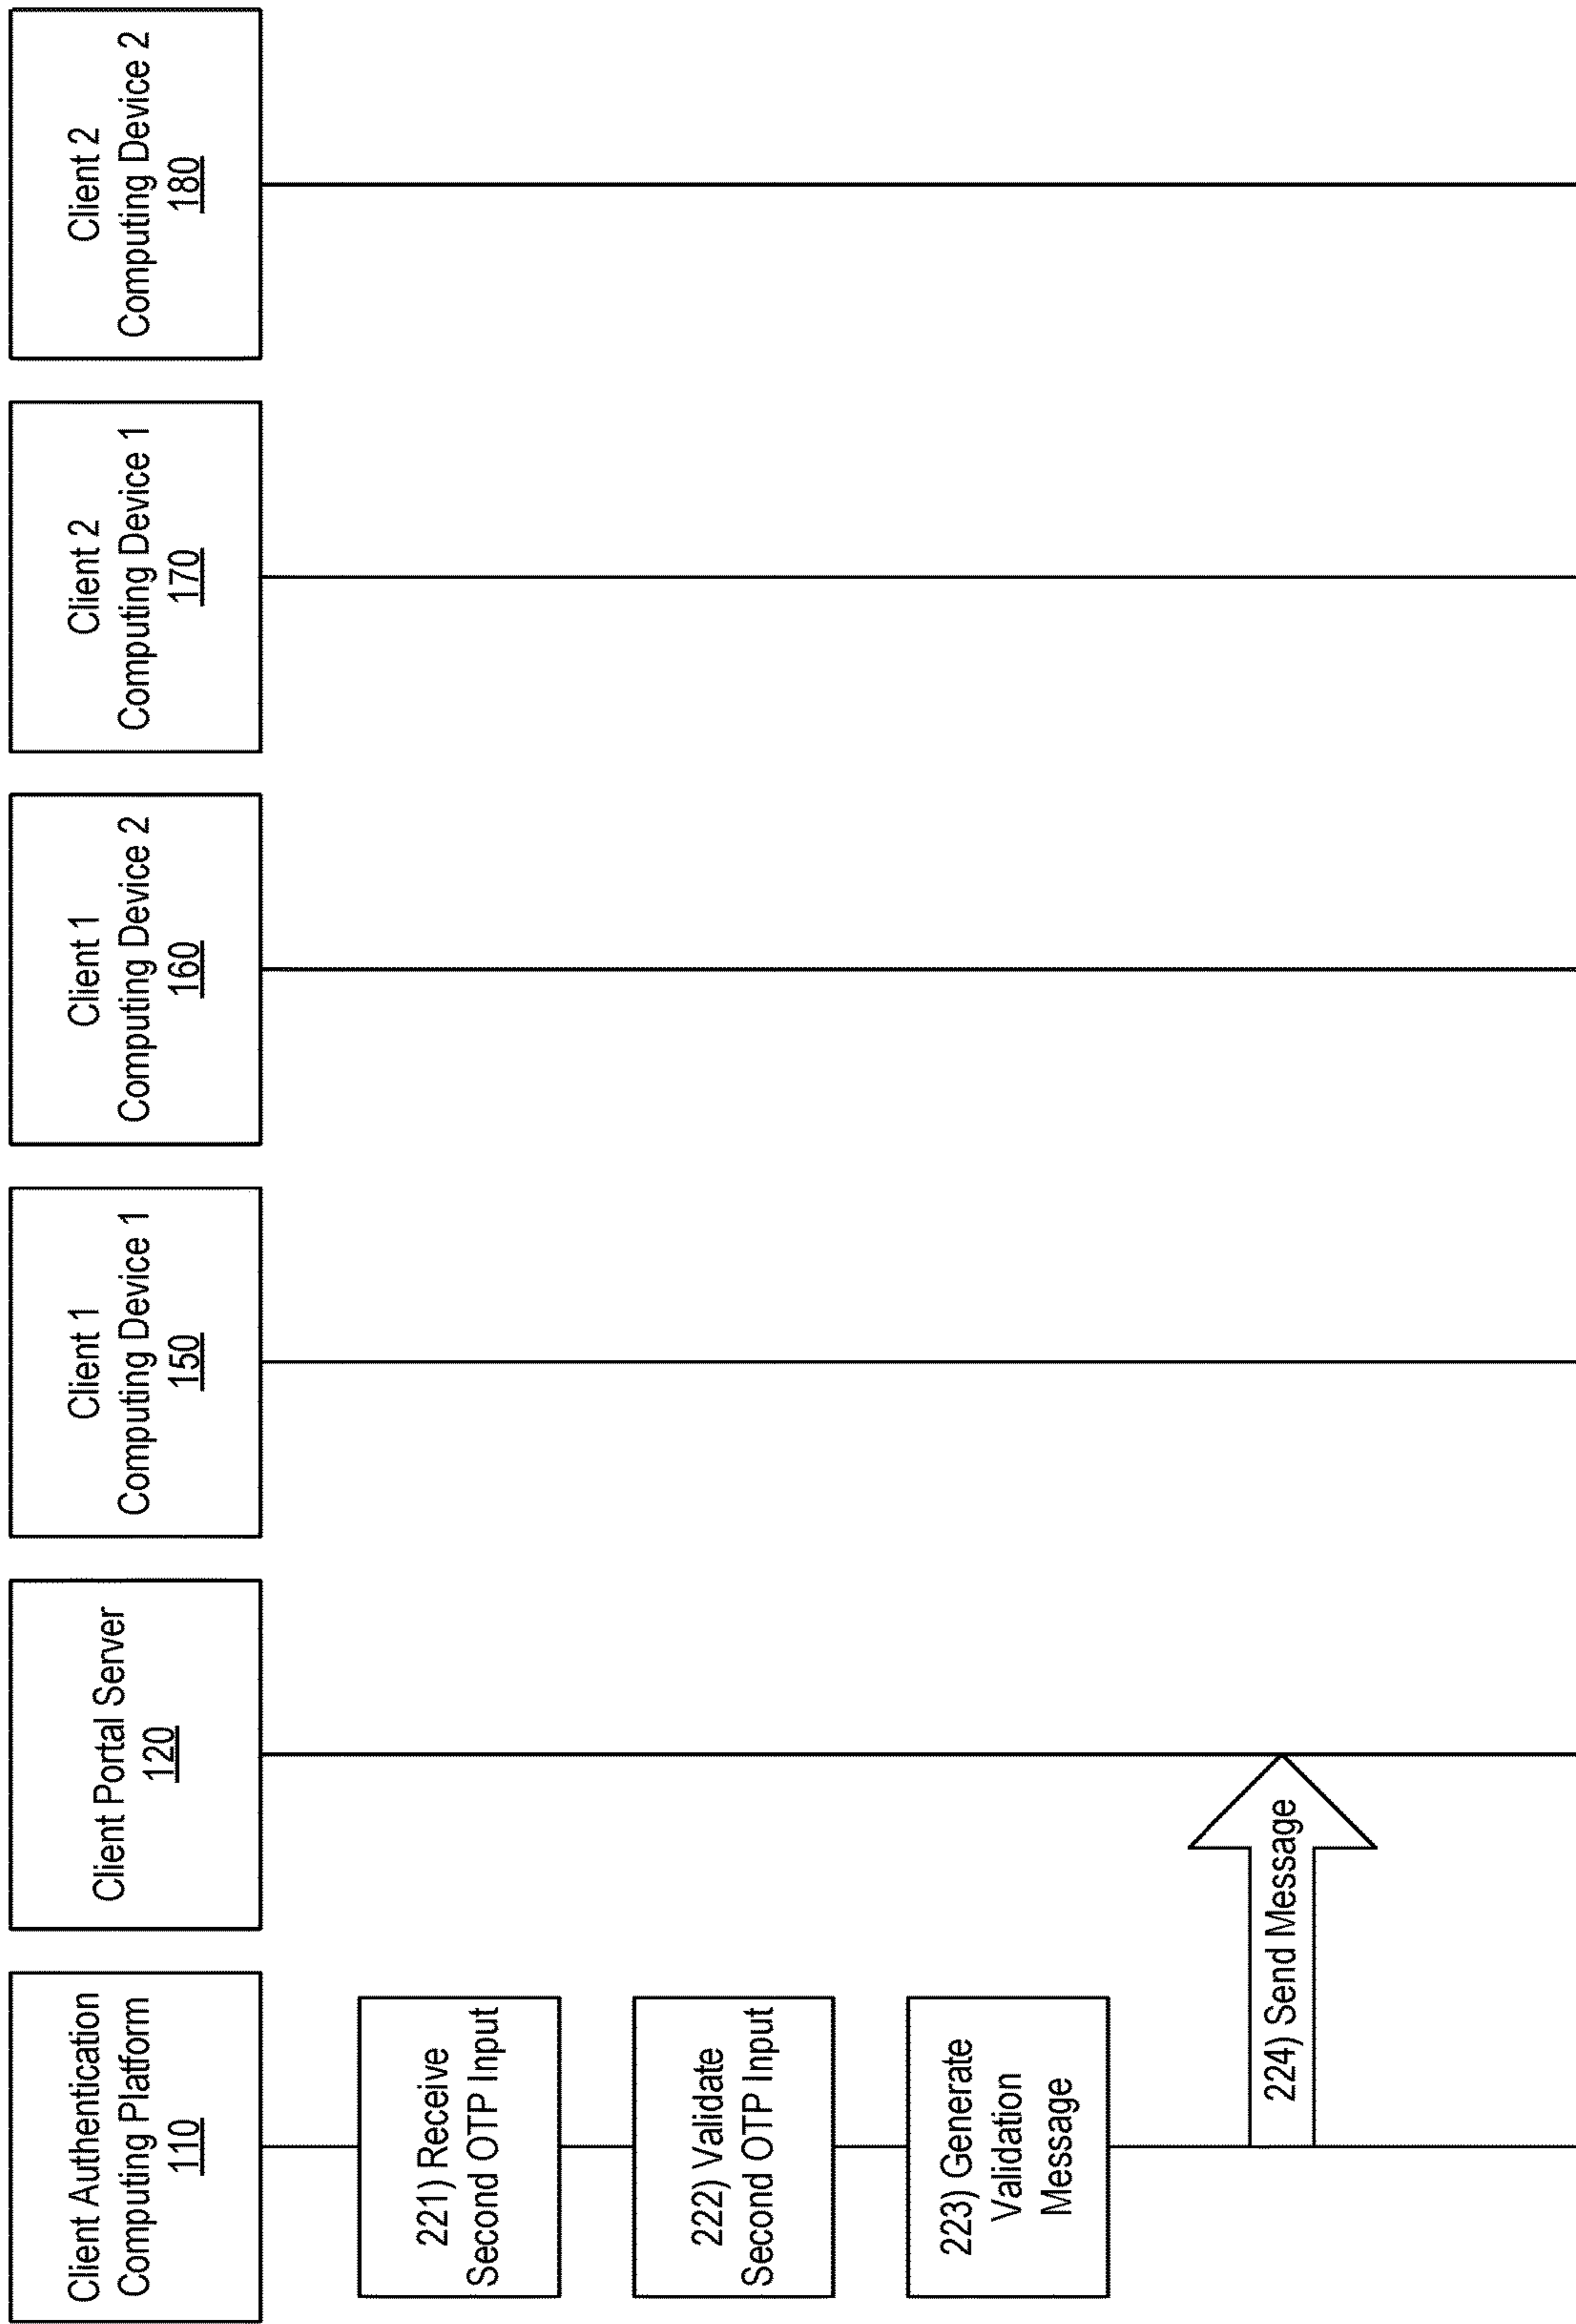 Client Authentication
Computing Platform
110
Client Portal Server
120
Client 1
Computing Device 1
150
Client 1
Computing Device 2
160
Client 2
Computing Device 1
170
Client 2
Computing Device 2
180
221) Receive
Second OTP Input
222) Validate
Second OTP Input
223) Generate
Validation
Message
224) Send Message